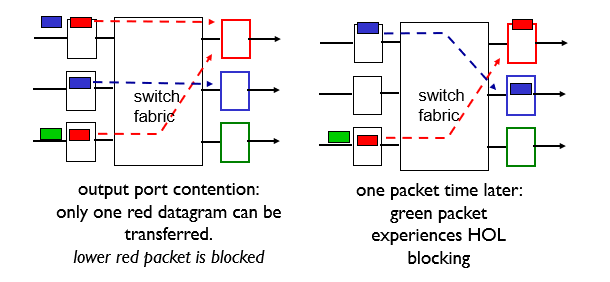 switch
fabric
output port contention:
only one red datagram can be
transferred.
lower red packet is blocked
switch
fabric
one packet time later:
green packet
experiences HOL
blocking